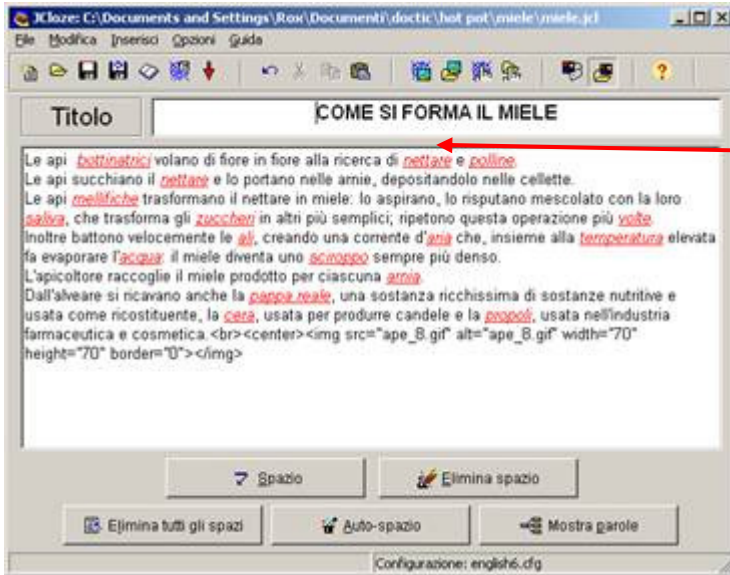 JCloze: C:\Documents and Settings\Rox\Documenti\doctic\hot pot\miele\miele.jcl
File Modifica Inserisci Opzioni Guida
Titolo COME SI FORMA IL MIELE
Le api bottinatrici volano di fiore in fiore alla ricerca di nettare e polline.
Le api succhiano il nettare e lo portano nelle arnie, depositandolo nelle cellette.
Le api mellifiche trasformano il nettare in miele: lo aspirano, lo risputano mescolato con la loro
saliva, che trasforma gli zuccheri in altri più semplici; ripetono questa operazione più volte.
Inoltre battono velocemente le ali, creando una corrente d'aria che, insieme alla temperatura elevata
fa evaporare l'acqua: il miele diventa uno sciroppo sempre più denso.
L'apicoltore raccoglie il miele prodotto per ciascuna arnia.
Dall'alveare si ricavano anche la pappa reale, una sostanza ricchissima di sostanze nutritive e
usata come ricostituente, la cera, usata per produrre candele e la propoli, usata nell'industria
farmaceutica e cosmetica.<br><center><img src="ape_8.gif" alt="ape_8.gif" width="70"
height="70" border="0"></img>
Spazio Elimina spazio
Elimina tutti gli spazi Auto-spazio Mostra parole
Configurazione: english6.cfg